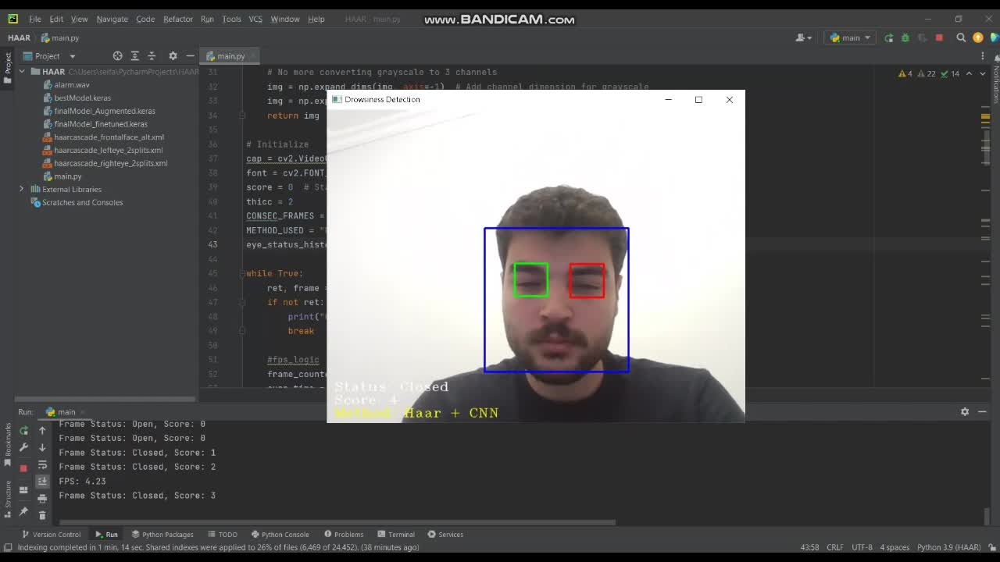 File Edit View Navigate Code Refactor Run Tools VCS Window Help HAAR - main.py
www.BANDICAM.com
HAAR main.py
main
Project
main.py
HAAR C:\Users\seifa\PycharmProjects\HAAR
alarm.wav
bestModel.keras
finalModel_Augmented.keras
finalModel_finetuned.keras
haarcascade_frontalface_alt.xml
haarcascade_lefteye_2splits.xml
haarcascade_righteye_2splits.xml
main.py
External Libraries
Scratches and Consoles
Project
Bookmarks
Structure
Notifications
4 22 14
31 # No more converting grayscale to 3 channels
32 img = np.expand_dims(img, axis=-1) # Add channel dimension for grayscale
33 img = np.exp
34 return img
35
36 # Initialize
37 cap = cv2.Video
38 font = cv2.FONT_
39 score = 0 # St
40 thicc = 2
41 CONSEC_FRAMES =
42 METHOD_USED = "
43 eye_status_hist
44
45 while True:
46 ret, frame =
47 if not ret:
48 print("
49 break
50
51 #fps_logic
52 frame_count
Drowsiness Detection
Status: Closed
Score: 4
Method: Haar + CNN
Run: main
Frame Status: Open, Score: 0
Frame Status: Open, Score: 0
Frame Status: Closed, Score: 1
Frame Status: Closed, Score: 2
FPS: 4.23
Frame Status: Closed, Score: 3
Version Control Run Python Packages TODO Python Console Problems Terminal Services
Indexing completed in 1 min, 14 sec. Shared indexes were applied to 26% of files (6,469 of 24,452). (38 minutes ago)
43:58 CRLF UTF-8 4 spaces Python 3.9 (HAAR)